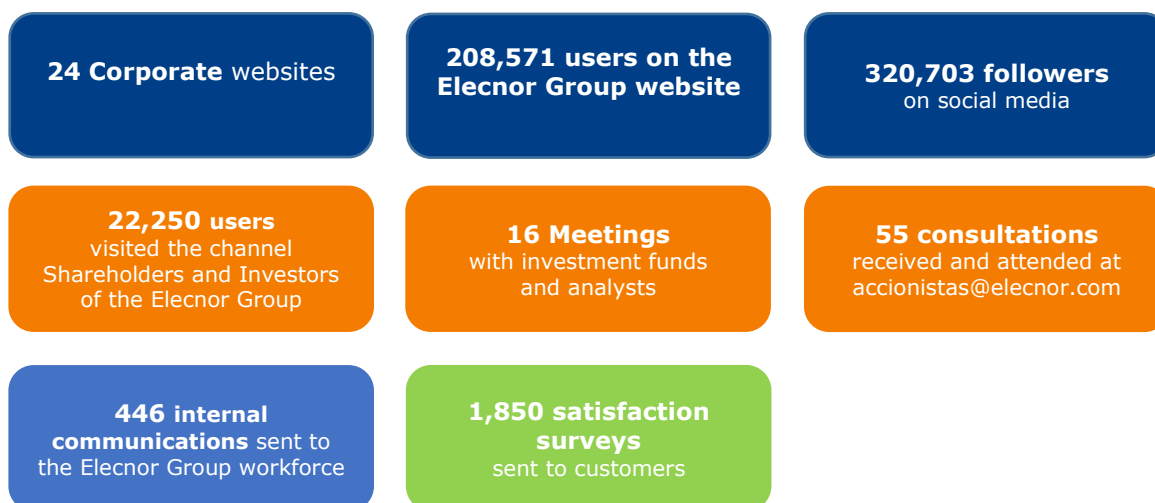 24 Corporate websites
208,571 users on the
Elecnor Group website
320,703 followers
on social media
22,250 users
visited the channel
Shareholders and Investors
of the Elecnor Group
16 Meetings
with investment funds
and analysts
55 consultations
received and attended at
accionistas@elecnor.com
446 internal
communications sent to
the Elecnor Group workforce
1,850 satisfaction
surveys
sent to customers